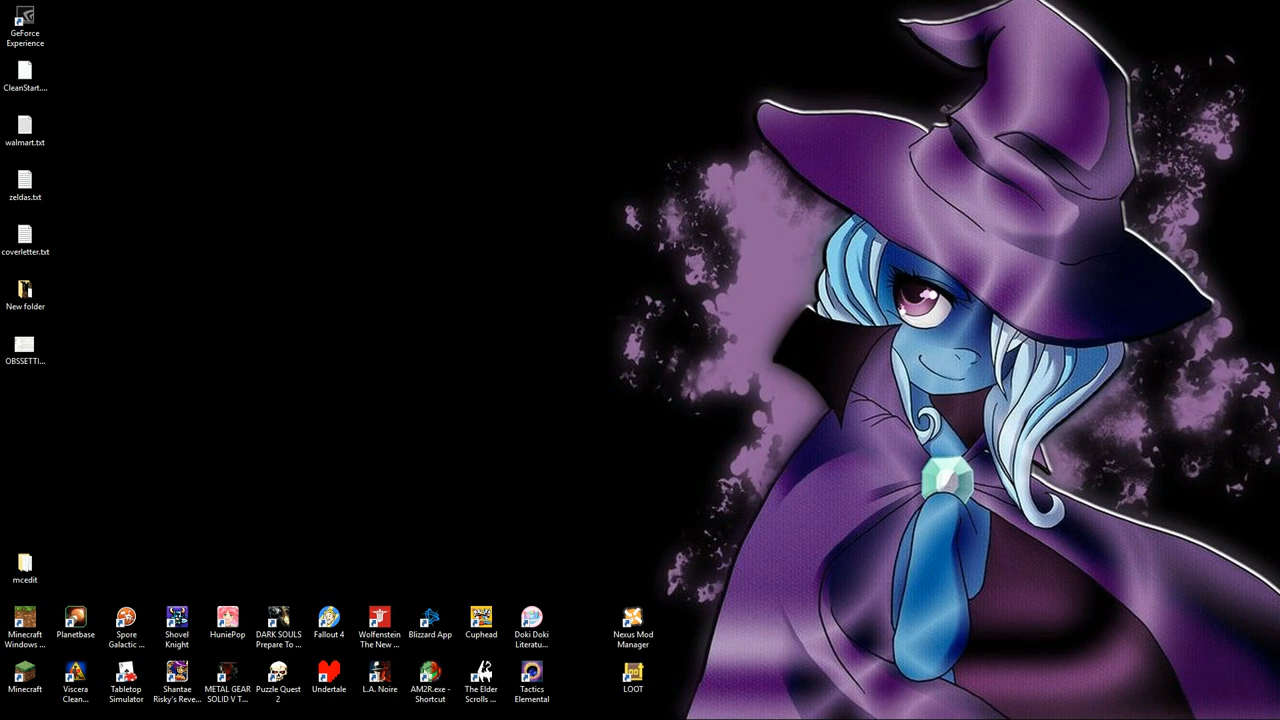 GeForce
Experience
CleanStart....
walmart.txt
zeldas.txt
coverletter.txt
New folder
OBSSETTI...
mcedit
Minecraft
Windows ...
Planetbase
Spore
Galactic ...
Shovel
Knight
HuniePop
DARK SOULS
Prepare To ...
Fallout 4
Wolfenstein
The New ...
Blizzard App
Cuphead
Doki Doki
Literatu...
Nexus Mod
Manager
Minecraft
Viscera
Clean...
Tabletop
Simulator
Shantae
Risky's Reve...
METAL GEAR
SOLID V T...
Puzzle Quest
2
Undertale
L.A. Noire
AM2R.exe -
Shortcut
The Elder
Scrolls ...
Tactics
Elemental
LOOT